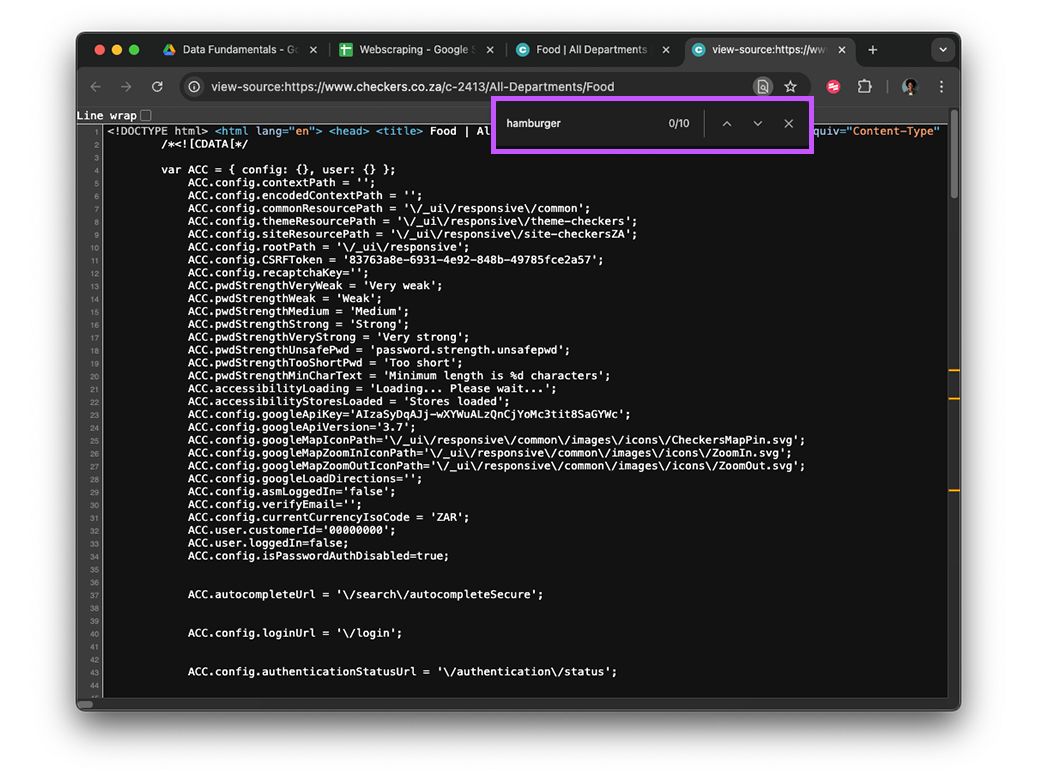 Data Fundamentals - Go
Webscraping - Google S
Food | All Departments
view-source:https://ww
view-source:https://www.checkers.co.za/c-2413/All-Departments/Food
hamburger 0/10
Line wrap
1 <!DOCTYPE html> <html lang="en"> <head> <title> Food | Al quiv="Content-Type"
2 /*<![CDATA[*/
3
4 var ACC = { config: {}, user: {} };
5 ACC.config.contextPath = '';
6 ACC.config.encodedContextPath = '';
7 ACC.config.commonResourcePath = '\/_ui\/responsive\/common';
8 ACC.config.themeResourcePath = '\/_ui\/responsive\/theme-checkers';
9 ACC.config.siteResourcePath = '\/_ui\/responsive\/site-checkersZA';
10 ACC.config.rootPath = '\/_ui\/responsive';
11 ACC.config.CSRFToken = '83763a8e-6931-4e92-848b-49785fce2a57';
12 ACC.config.recaptchaKey='';
13 ACC.pwdStrengthVeryWeak = 'Very weak';
14 ACC.pwdStrengthWeak = 'Weak';
15 ACC.pwdStrengthMedium = 'Medium';
16 ACC.pwdStrengthStrong = 'Strong';
17 ACC.pwdStrengthVeryStrong = 'Very strong';
18 ACC.pwdStrengthUnsafePwd = 'password.strength.unsafepwd';
19 ACC.pwdStrengthTooShortPwd = 'Too short';
20 ACC.pwdStrengthMinCharText = 'Minimum length is %d characters';
21 ACC.accessibilityLoading = 'Loading... Please wait...';
22 ACC.accessibilityStoresLoaded = 'Stores loaded';
23 ACC.config.googleApiKey='AIzaSyDqAJj-wXYWuALzQnCjYoMc3tit8SaGYWc';
24 ACC.config.googleApiVersion='3.7';
25 ACC.config.googleMapIconPath='\/_ui\/responsive\/common\/images\/icons\/CheckersMapPin.svg';
26 ACC.config.googleMapZoomInIconPath='\/_ui\/responsive\/common\/images\/icons\/ZoomIn.svg';
27 ACC.config.googleMapZoomOutIconPath='\/_ui\/responsive\/common\/images\/icons\/ZoomOut.svg';
28 ACC.config.googleLoadDirections='';
29 ACC.config.asmLoggedIn='false';
30 ACC.config.verifyEmail='';
31 ACC.config.currentCurrencyIsoCode = 'ZAR';
32 ACC.user.customerId='00000000';
33 ACC.user.loggedIn=false;
34 ACC.config.isPasswordAuthDisabled=true;
35
36
37 ACC.autocompleteUrl = '\/search\/autocompleteSecure';
38
39
40 ACC.config.loginUrl = '\/login';
41
42
43 ACC.config.authenticationStatusUrl = '\/authentication\/status';
44